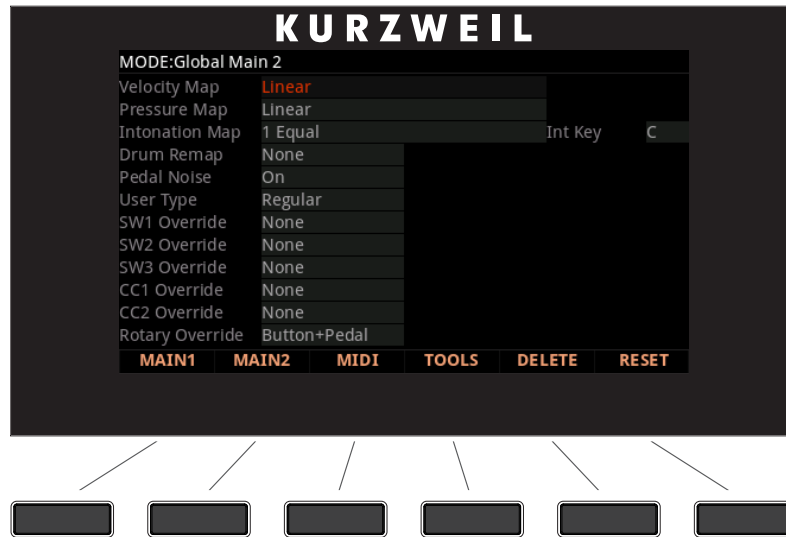 KURZWEIL
MODE:Global Main 2
Velocity Map Linear
Pressure Map Linear
Intonation Map 1 Equal Int Key C
Drum Remap None
Pedal Noise On
User Type Regular
SW1 Override None
SW2 Override None
SW3 Override None
CC1 Override None
CC2 Override None
Rotary Override Button+Pedal
MAIN1 MAIN2 MIDI TOOLS DELETE RESET